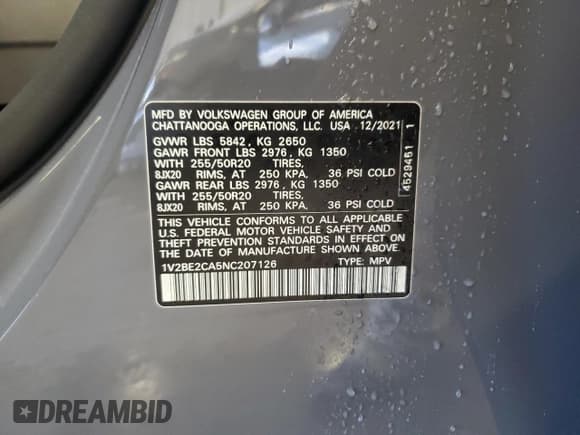 MFD. BY VOLKSWAGEN GROUP OF AMERICA
CHATTANOOGA OPERATIONS, LLC. USA 12/2021
GVWR LBS 5842, KG 2650
GAWR FRONT LBS 2976, KG 1350
WITH 255/50R20 TIRES,
8JX20 RIMS, AT 250 KPA, 36 PSI COLD
GAWR REAR LBS 2976, KG 1350
WITH 255/50R20 TIRES,
8JX20 RIMS, AT 250 KPA. 36 PSI COLD
THIS VEHICLE CONFORMS TO ALL APPLICABLE
U.S. FEDERAL MOTOR VEHICLE SAFETY AND
THEFT PREVENTION STANDARDS IN EFFECT ON
THE DATE OF MANUFACTURE SHOWN ABOVE.
1V2BE2CA5NC207126 TYPE: MPV
4529451 1
DREAMBID